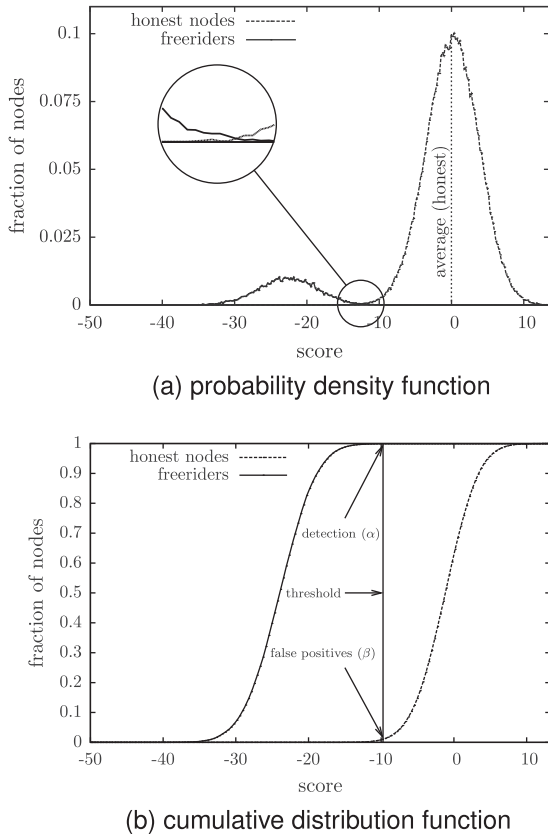 honest nodes
freeriders
0.1
0.075
0.05
0.025
0
fraction of nodes
average (honest)
-50 -40 -30 -20 -10 0 10
score
(a) probability density function
honest nodes
freeriders
1
0.9
0.8
0.7
0.6
0.5
0.4
0.3
0.2
0.1
0
fraction of nodes
detection (α)
threshold
false positives (β)
-50 -40 -30 -20 -10 0 10
score
(b) cumulative distribution function